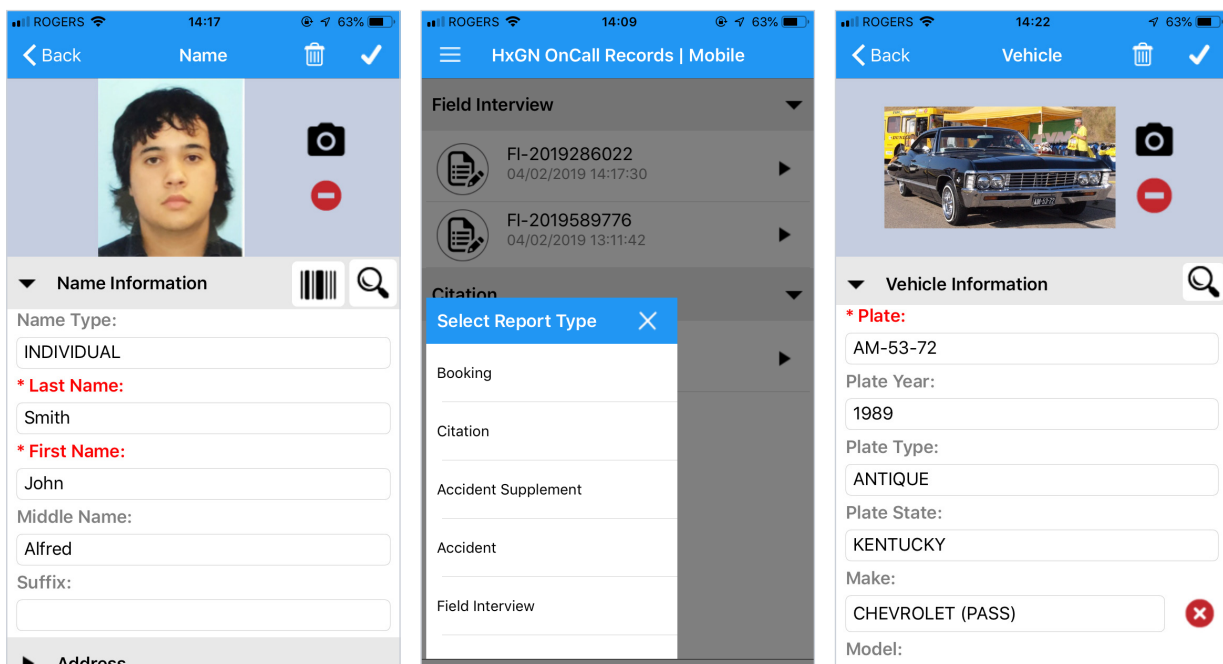 ROGERS 14:17 63%
Back Name
Name Information
Name Type:
INDIVIDUAL
* Last Name:
Smith
* First Name:
John
Middle Name:
Alfred
Suffix:
Address
ROGERS 14:09 63%
HxGN OnCall Records | Mobile
Field Interview
FI-2019286022
04/02/2019 14:17:30
FI-2019589776
04/02/2019 13:11:42
Citation
Select Report Type
Booking
Citation
Accident Supplement
Accident
Field Interview
ROGERS 14:22 63%
Back Vehicle
AM-53-72
Vehicle Information
* Plate:
AM-53-72
Plate Year:
1989
Plate Type:
ANTIQUE
Plate State:
KENTUCKY
Make:
CHEVROLET (PASS)
Model: